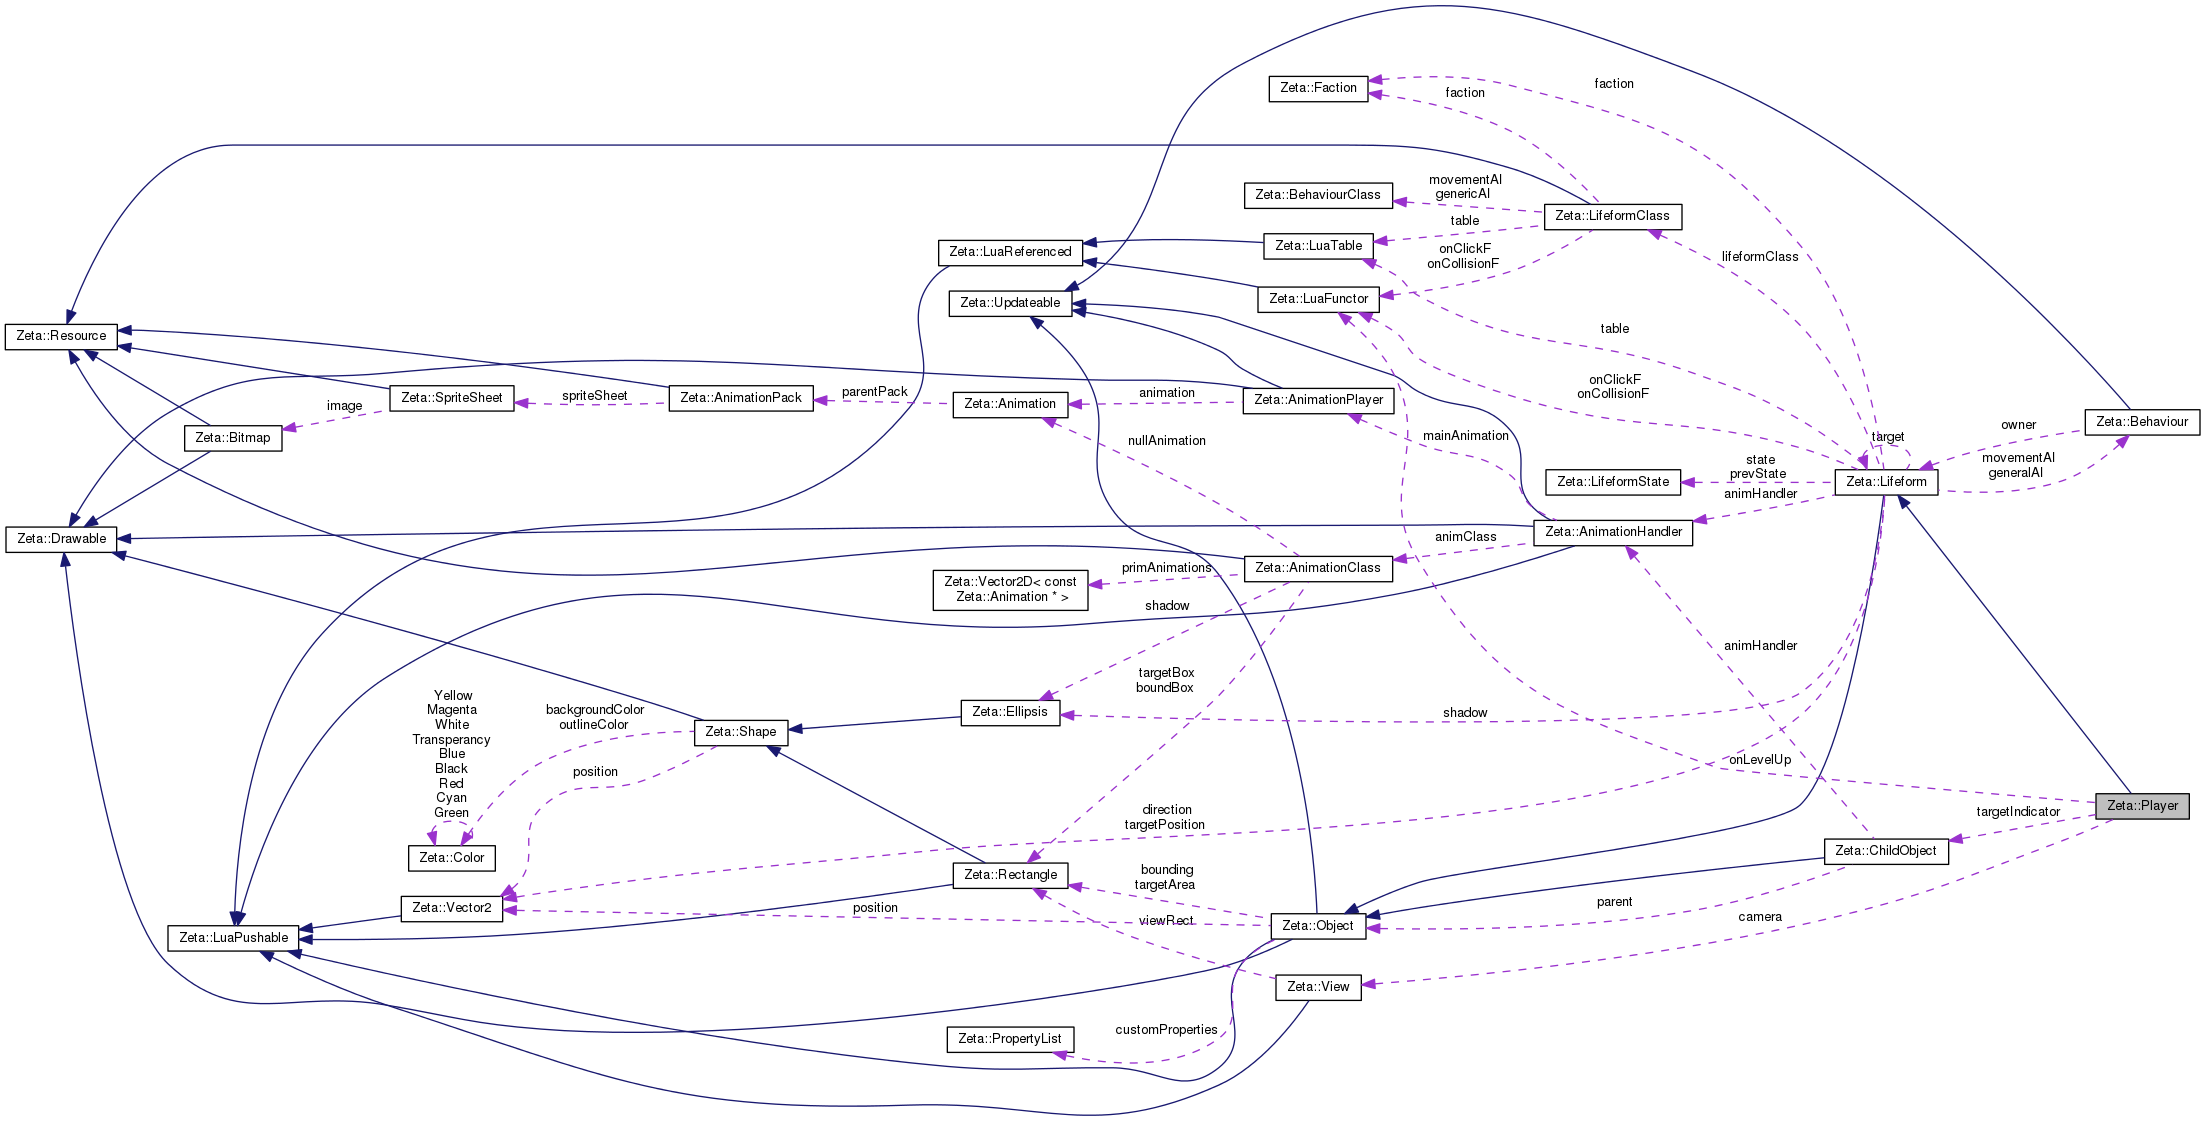 Zeta::Faction
faction
faction
movementAI
genericAI
Zeta::BehaviourClass
Zeta::LifeformClass
table
Zeta::LuaReferenced
Zeta::LuaTable
onClickF
onCollisionF
lifeformClass
Zeta::Updateable
Zeta::LuaFunctor
Zeta::Resource
table
onClickF
onCollisionF
Zeta::SpriteSheet
spriteSheet
Zeta::AnimationPack
parentPack
Zeta::Animation
animation
Zeta::AnimationPlayer
image
Zeta::Bitmap
nullAnimation
mainAnimation
target
owner
Zeta::Behaviour
movementAI
generalAI
state
prevState
Zeta::LifeformState
Zeta::Lifeform
animHandler
Zeta::Drawable
Zeta::AnimationHandler
animClass
primAnimations
Zeta::AnimationClass
Zeta::Vector2D< const
Zeta::Animation * >
shadow
animHandler
targetBox
boundBox
Yellow
Magenta
White
Transperancy
Blue
Black
Red
Cyan
Green
backgroundColor
outlineColor
Zeta::Shape
Zeta::Ellipsis
shadow
position
onLevelUp
direction
targetPosition
Zeta::Player
targetIndicator
Zeta::Color
Zeta::ChildObject
Zeta::Rectangle
bounding
targetArea
Zeta::Vector2
position
parent
Zeta::LuaPushable
viewRect
Zeta::Object
camera
Zeta::View
customProperties
Zeta::PropertyList